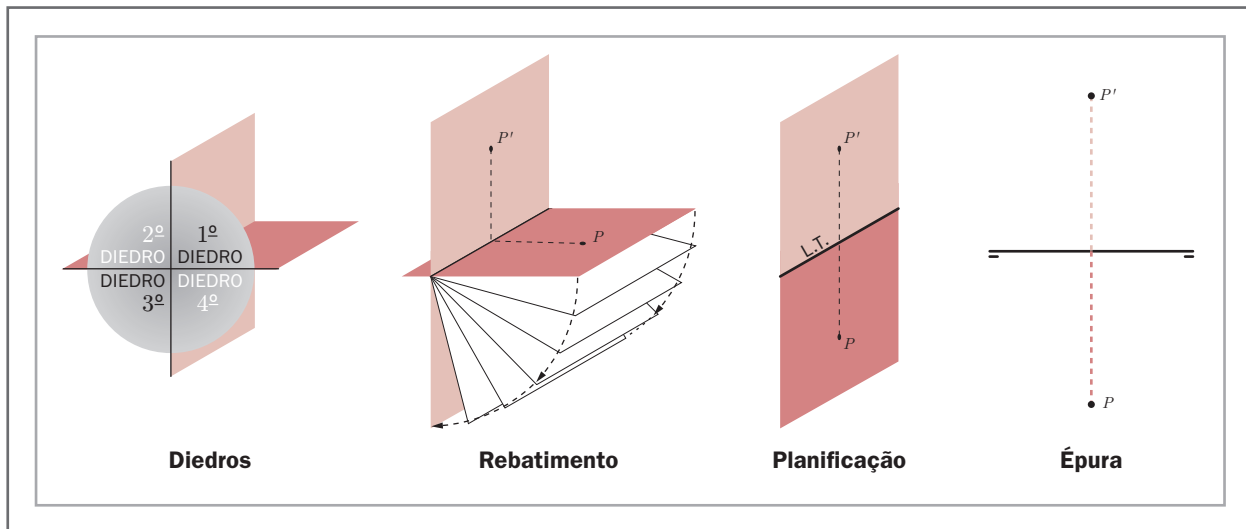 2º
DIEDRO
1º
DIEDRO
DIEDRO
3º
DIEDRO
4º
Diedros
P'
P
Rebatimento
P'
L.T.
P
Planificação
P'
P
Épura